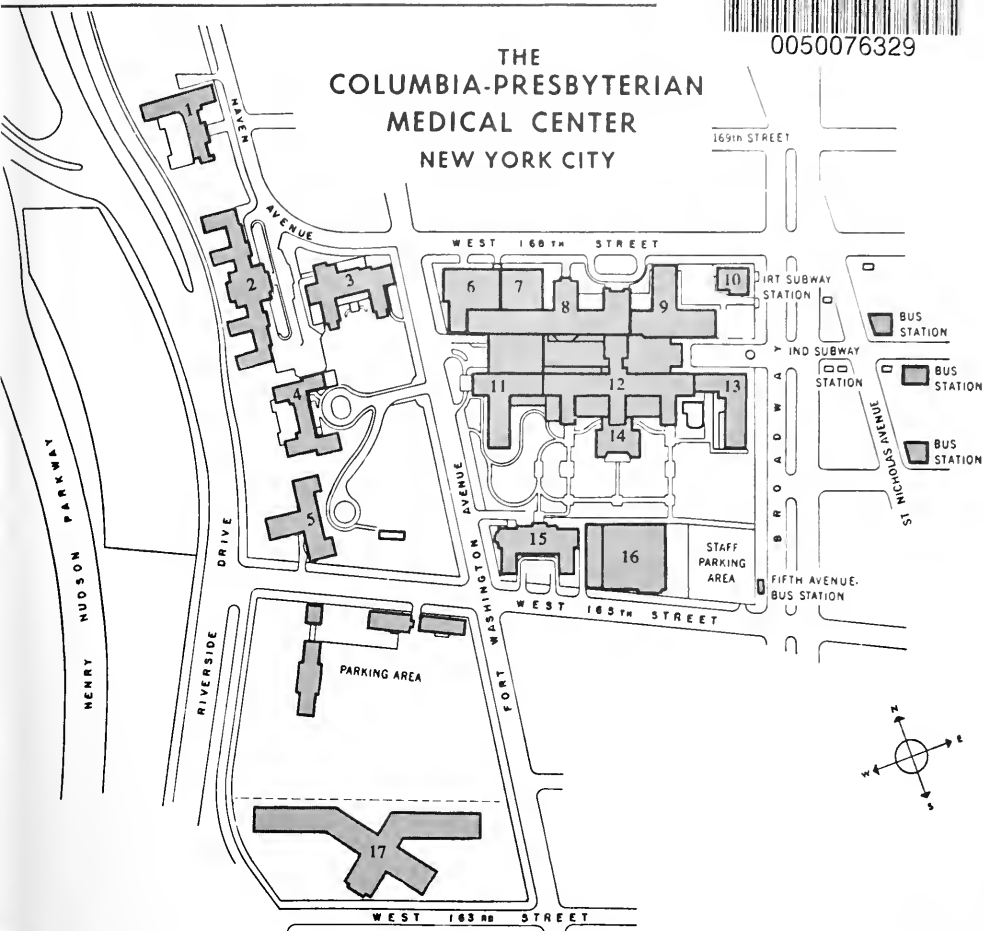 0050076329
THE
COLUMBIA-PRESBYTERIAN
MEDICAL CENTER
NEW YORK CITY
169th STREET
HAVEN
AVENUE
WEST 168TH STREET
1
2
3
4
5
6
7
8
9
10
IRT SUBWAY
STATION
BUS
STATION
IND SUBWAY
STATION
BUS
STATION
11
12
13
14
BROADWAY
ST NICHOLAS AVENUE
BUS
STATION
HENRY HUDSON PARKWAY
RIVERSIDE DRIVE
FORT WASHINGTON AVENUE
15
16
STAFF
PARKING
AREA
FIFTH AVENUE.
BUS STATION
WEST 165TH STREET
PARKING AREA
N
E
W
S
17
WEST 163RD STREET